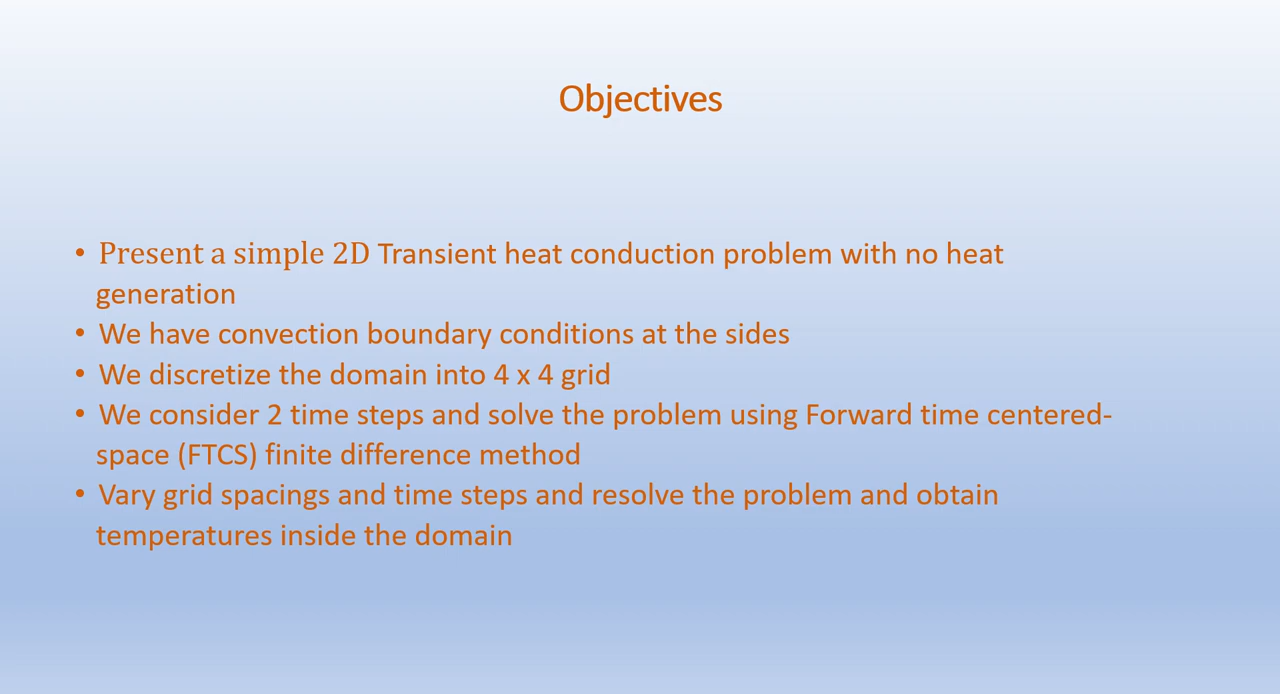 Objectives
• Present a simple 2D Transient heat conduction problem with no heat
generation
• We have convection boundary conditions at the sides
• We discretize the domain into 4 x 4 grid
• We consider 2 time steps and solve the problem using Forward time centered-
space (FTCS) finite difference method
• Vary grid spacings and time steps and resolve the problem and obtain
temperatures inside the domain